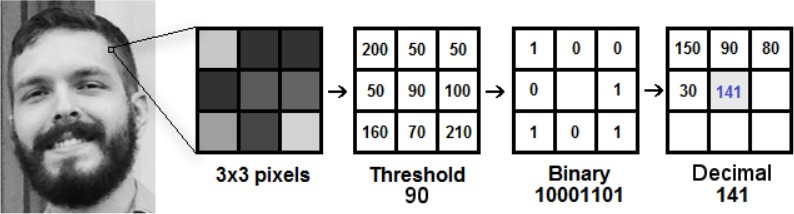 200 50 50
50 90 100
160 70 210
1 0 0
0 1
1 0 1
150 90 80
30 141
3x3 pixels
Threshold
90
Binary
10001101
Decimal
141